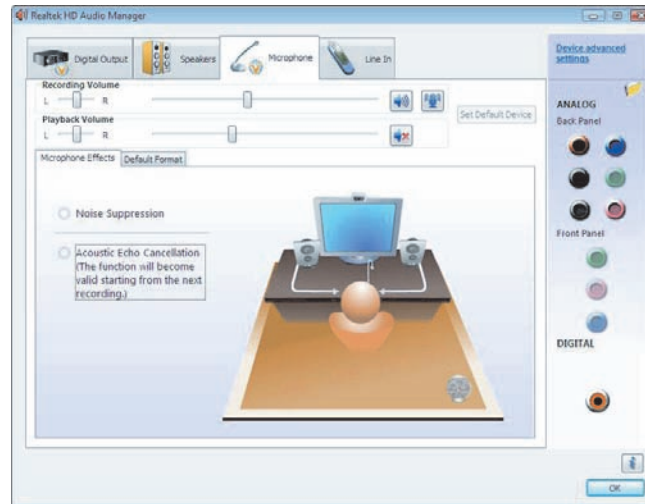 Realtek HD Audio Manager
Digital Output
Speakers
Microphone
Line In
Device advanced
settings
Recording Volume
L
R
Set Default Device
Playback Volume
L
R
Microphone Effects
Default Format
Noise Suppression
Acoustic Echo Cancellation
(The function will become
valid starting from the next
recording.)
ANALOG
Back Panel
Front Panel
DIGITAL
OK